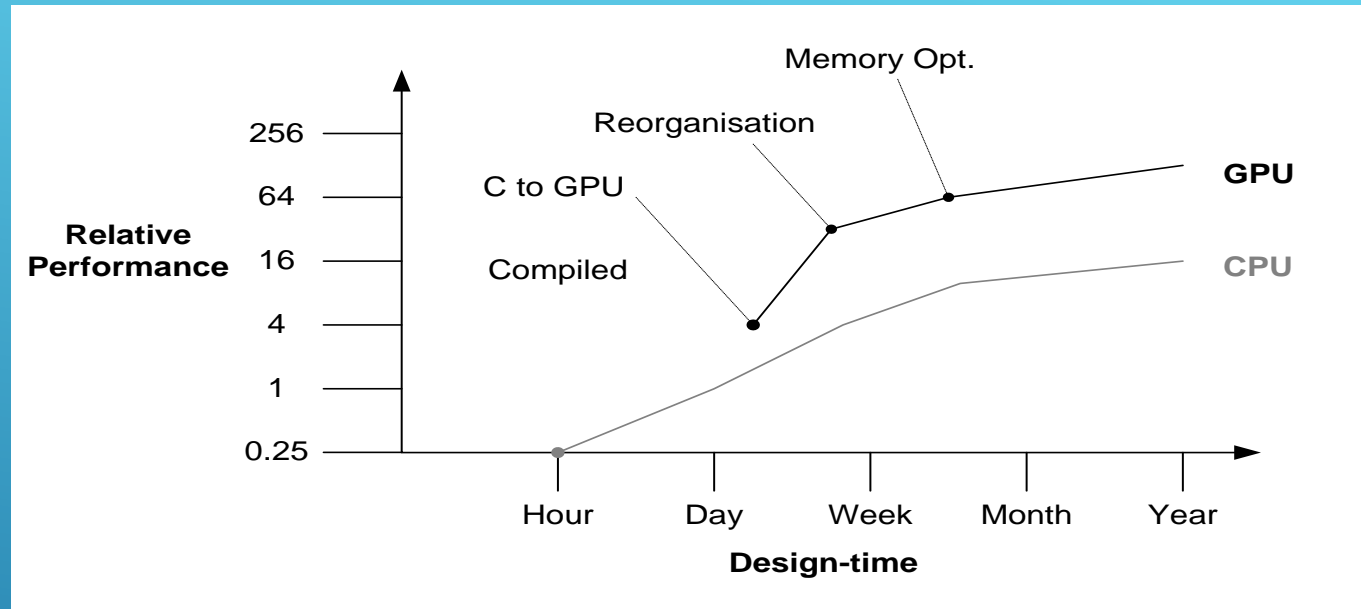 Memory Opt.
Reorganisation
C to GPU
Compiled
256
64
16
4
1
0.25
Relative
Performance
GPU
CPU
Hour
Day
Week
Month
Year
Design-time